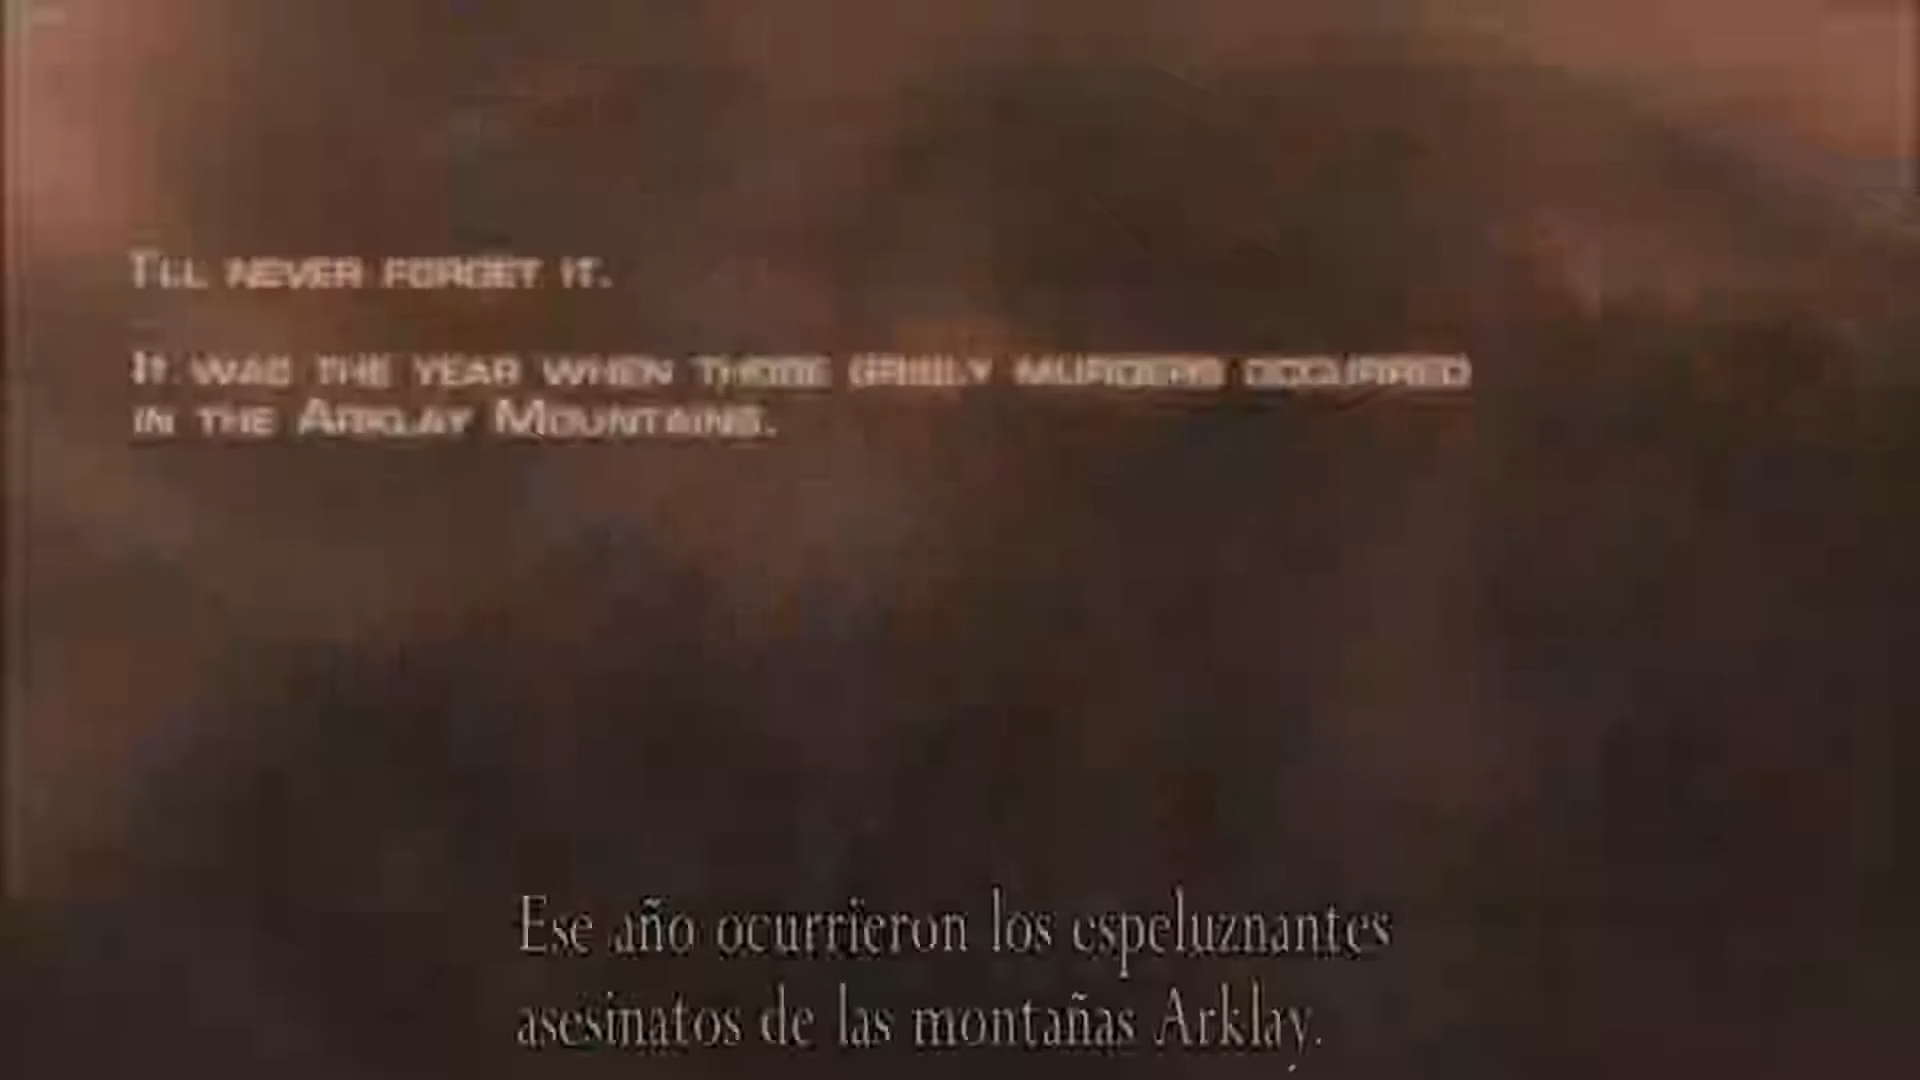 I'LL NEVER FORGET IT.
IT WAS THE YEAR WHEN THOSE GRISLY MURDERS OCCURRED
IN THE ARKLAY MOUNTAINS.
Ese año ocurrieron los espeluznantes
asesinatos de las montañas Arklay.